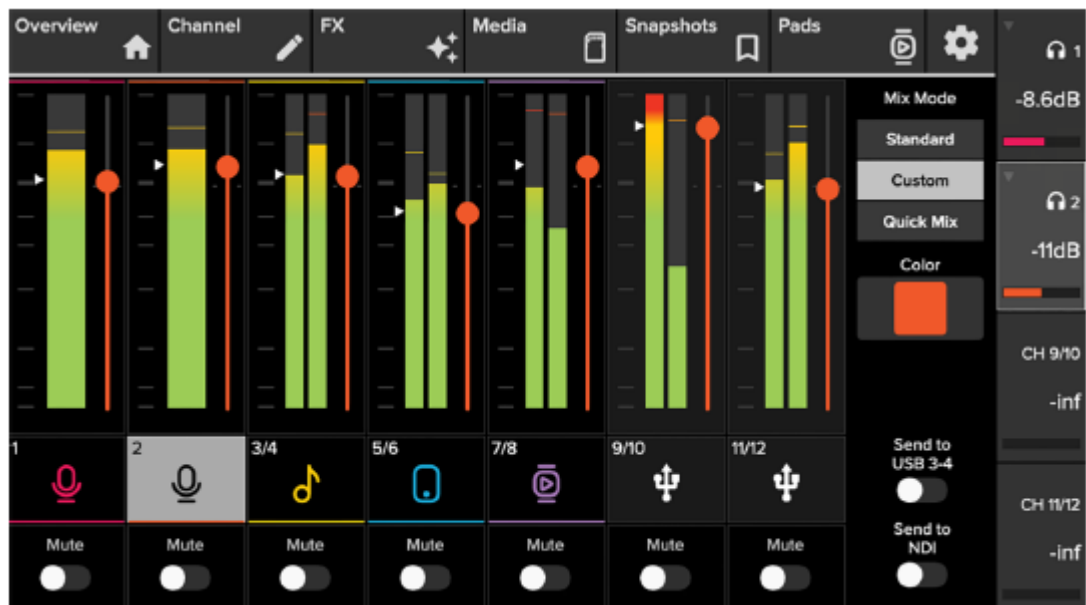 Overview
Channel
FX
Media
Snapshots
Pads
1
-8.6dB
Mix Mode
Standard
Custom
Quick Mix
Color
2
-11dB
CH 9/10
-inf
1
2
3/4
5/6
7/8
9/10
11/12
Send to
USB 3-4
CH 11/12
-inf
Mute
Mute
Mute
Mute
Mute
Mute
Mute
Send to
NDI